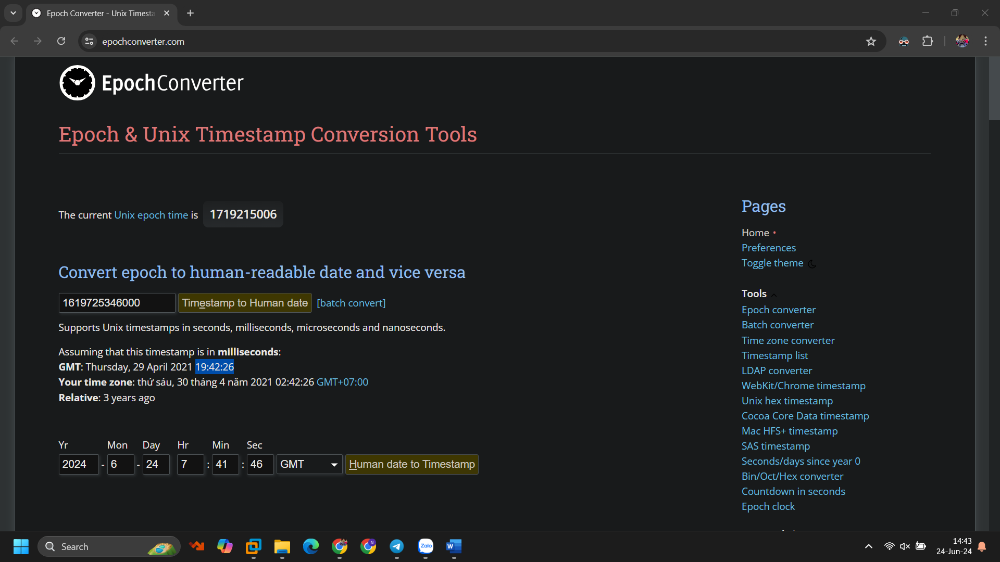 Epoch Converter - Unix Timesta
epochconverter.com
EpochConverter
Epoch & Unix Timestamp Conversion Tools
The current Unix epoch time is 1719215006
Convert epoch to human-readable date and vice versa
1619725346000 Timestamp to Human date [batch convert]
Supports Unix timestamps in seconds, milliseconds, microseconds and nanoseconds.
Assuming that this timestamp is in milliseconds:
GMT: Thursday, 29 April 2021 19:42:26
Your time zone: thứ sáu, 30 tháng 4 năm 2021 02:42:26 GMT+07:00
Relative: 3 years ago
Yr Mon Day Hr Min Sec
2024 - 6 - 24 7 : 41 : 46 GMT Human date to Timestamp
Pages
Home •
Preferences
Toggle theme
Tools
Epoch converter
Batch converter
Time zone converter
Timestamp list
LDAP converter
WebKit/Chrome timestamp
Unix hex timestamp
Cocoa Core Data timestamp
Mac HFS+ timestamp
SAS timestamp
Seconds/days since year 0
Bin/Oct/Hex converter
Countdown in seconds
Epoch clock
Search
N
Zalo
W
14:43
24-Jun-24